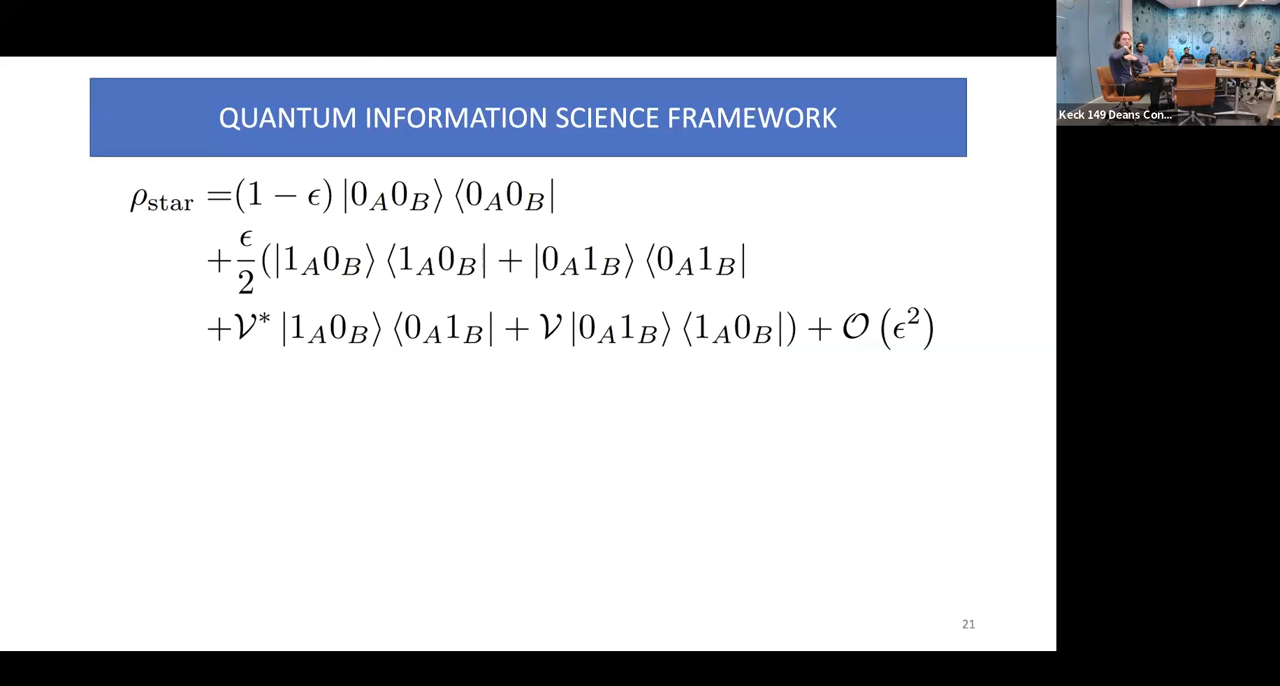 QUANTUM INFORMATION SCIENCE FRAMEWORK
ρ_star =(1 − ϵ) |0_A0_B⟩ ⟨0_A0_B|
+ϵ/2(|1_A0_B⟩ ⟨1_A0_B| + |0_A1_B⟩ ⟨0_A1_B|
+𝒱* |1_A0_B⟩ ⟨0_A1_B| + 𝒱 |0_A1_B⟩ ⟨1_A0_B|) + 𝒪(ϵ²)
21
Keck 149 Deans Con...